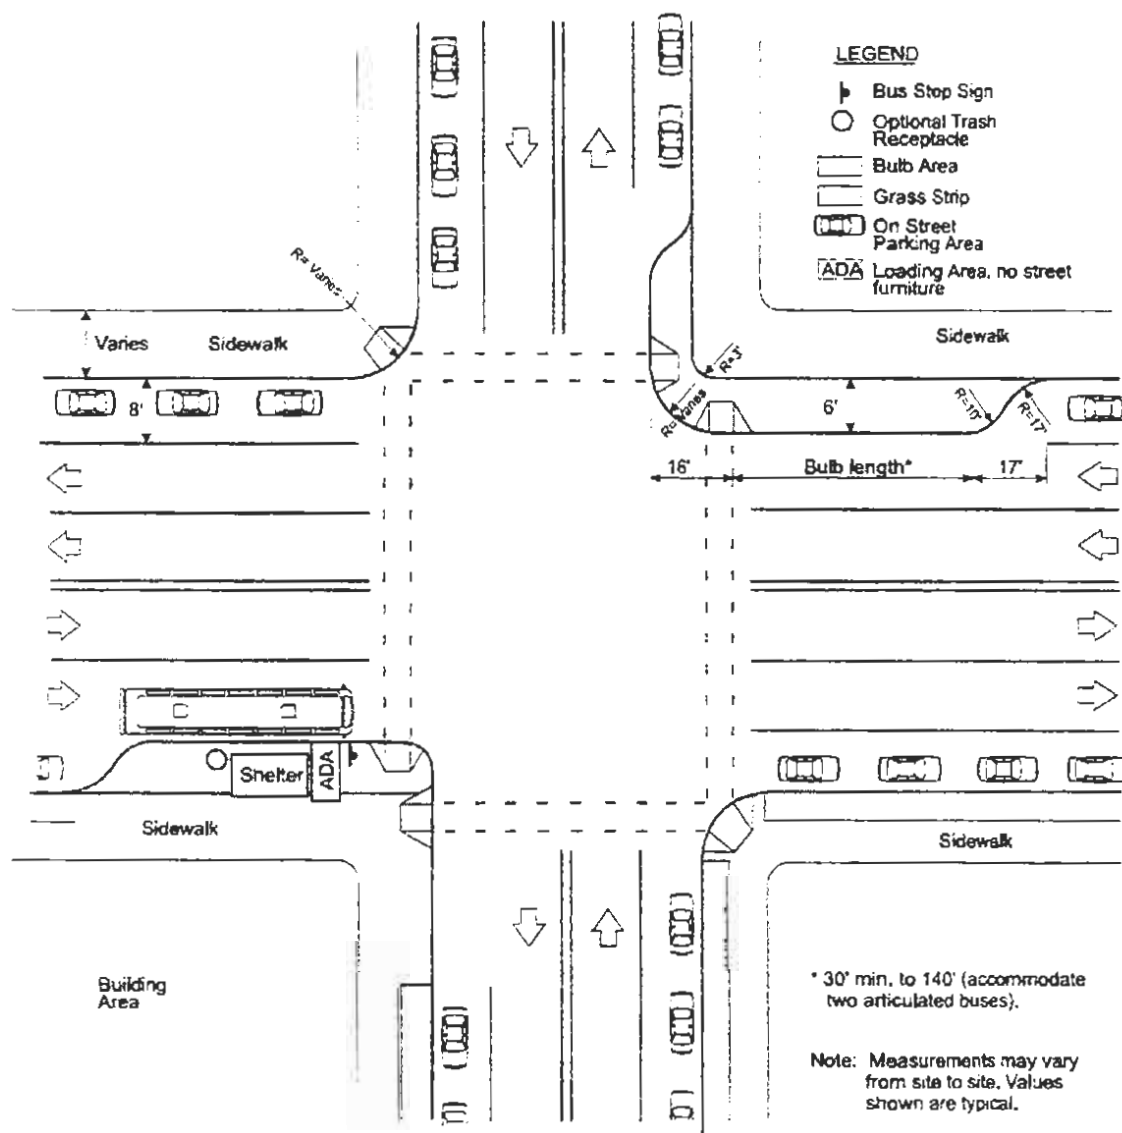 LEGEND
Bus Stop Sign
Optional Trash
Receptacle
Bulb Area
Grass Strip
On Street
Parking Area
ADA Loading Area, no street
furniture
R= Varies
Varies
Sidewalk
Sidewalk
8'
R=3'
R= Varies
6'
R=10'
R=17'
16'
Bulb length*
17'
Shelter
ADA
Sidewalk
Sidewalk
Building
Area
* 30' min. to 140' (accommodate
two articulated buses).
Note: Measurements may vary
from site to site. Values
shown are typical.